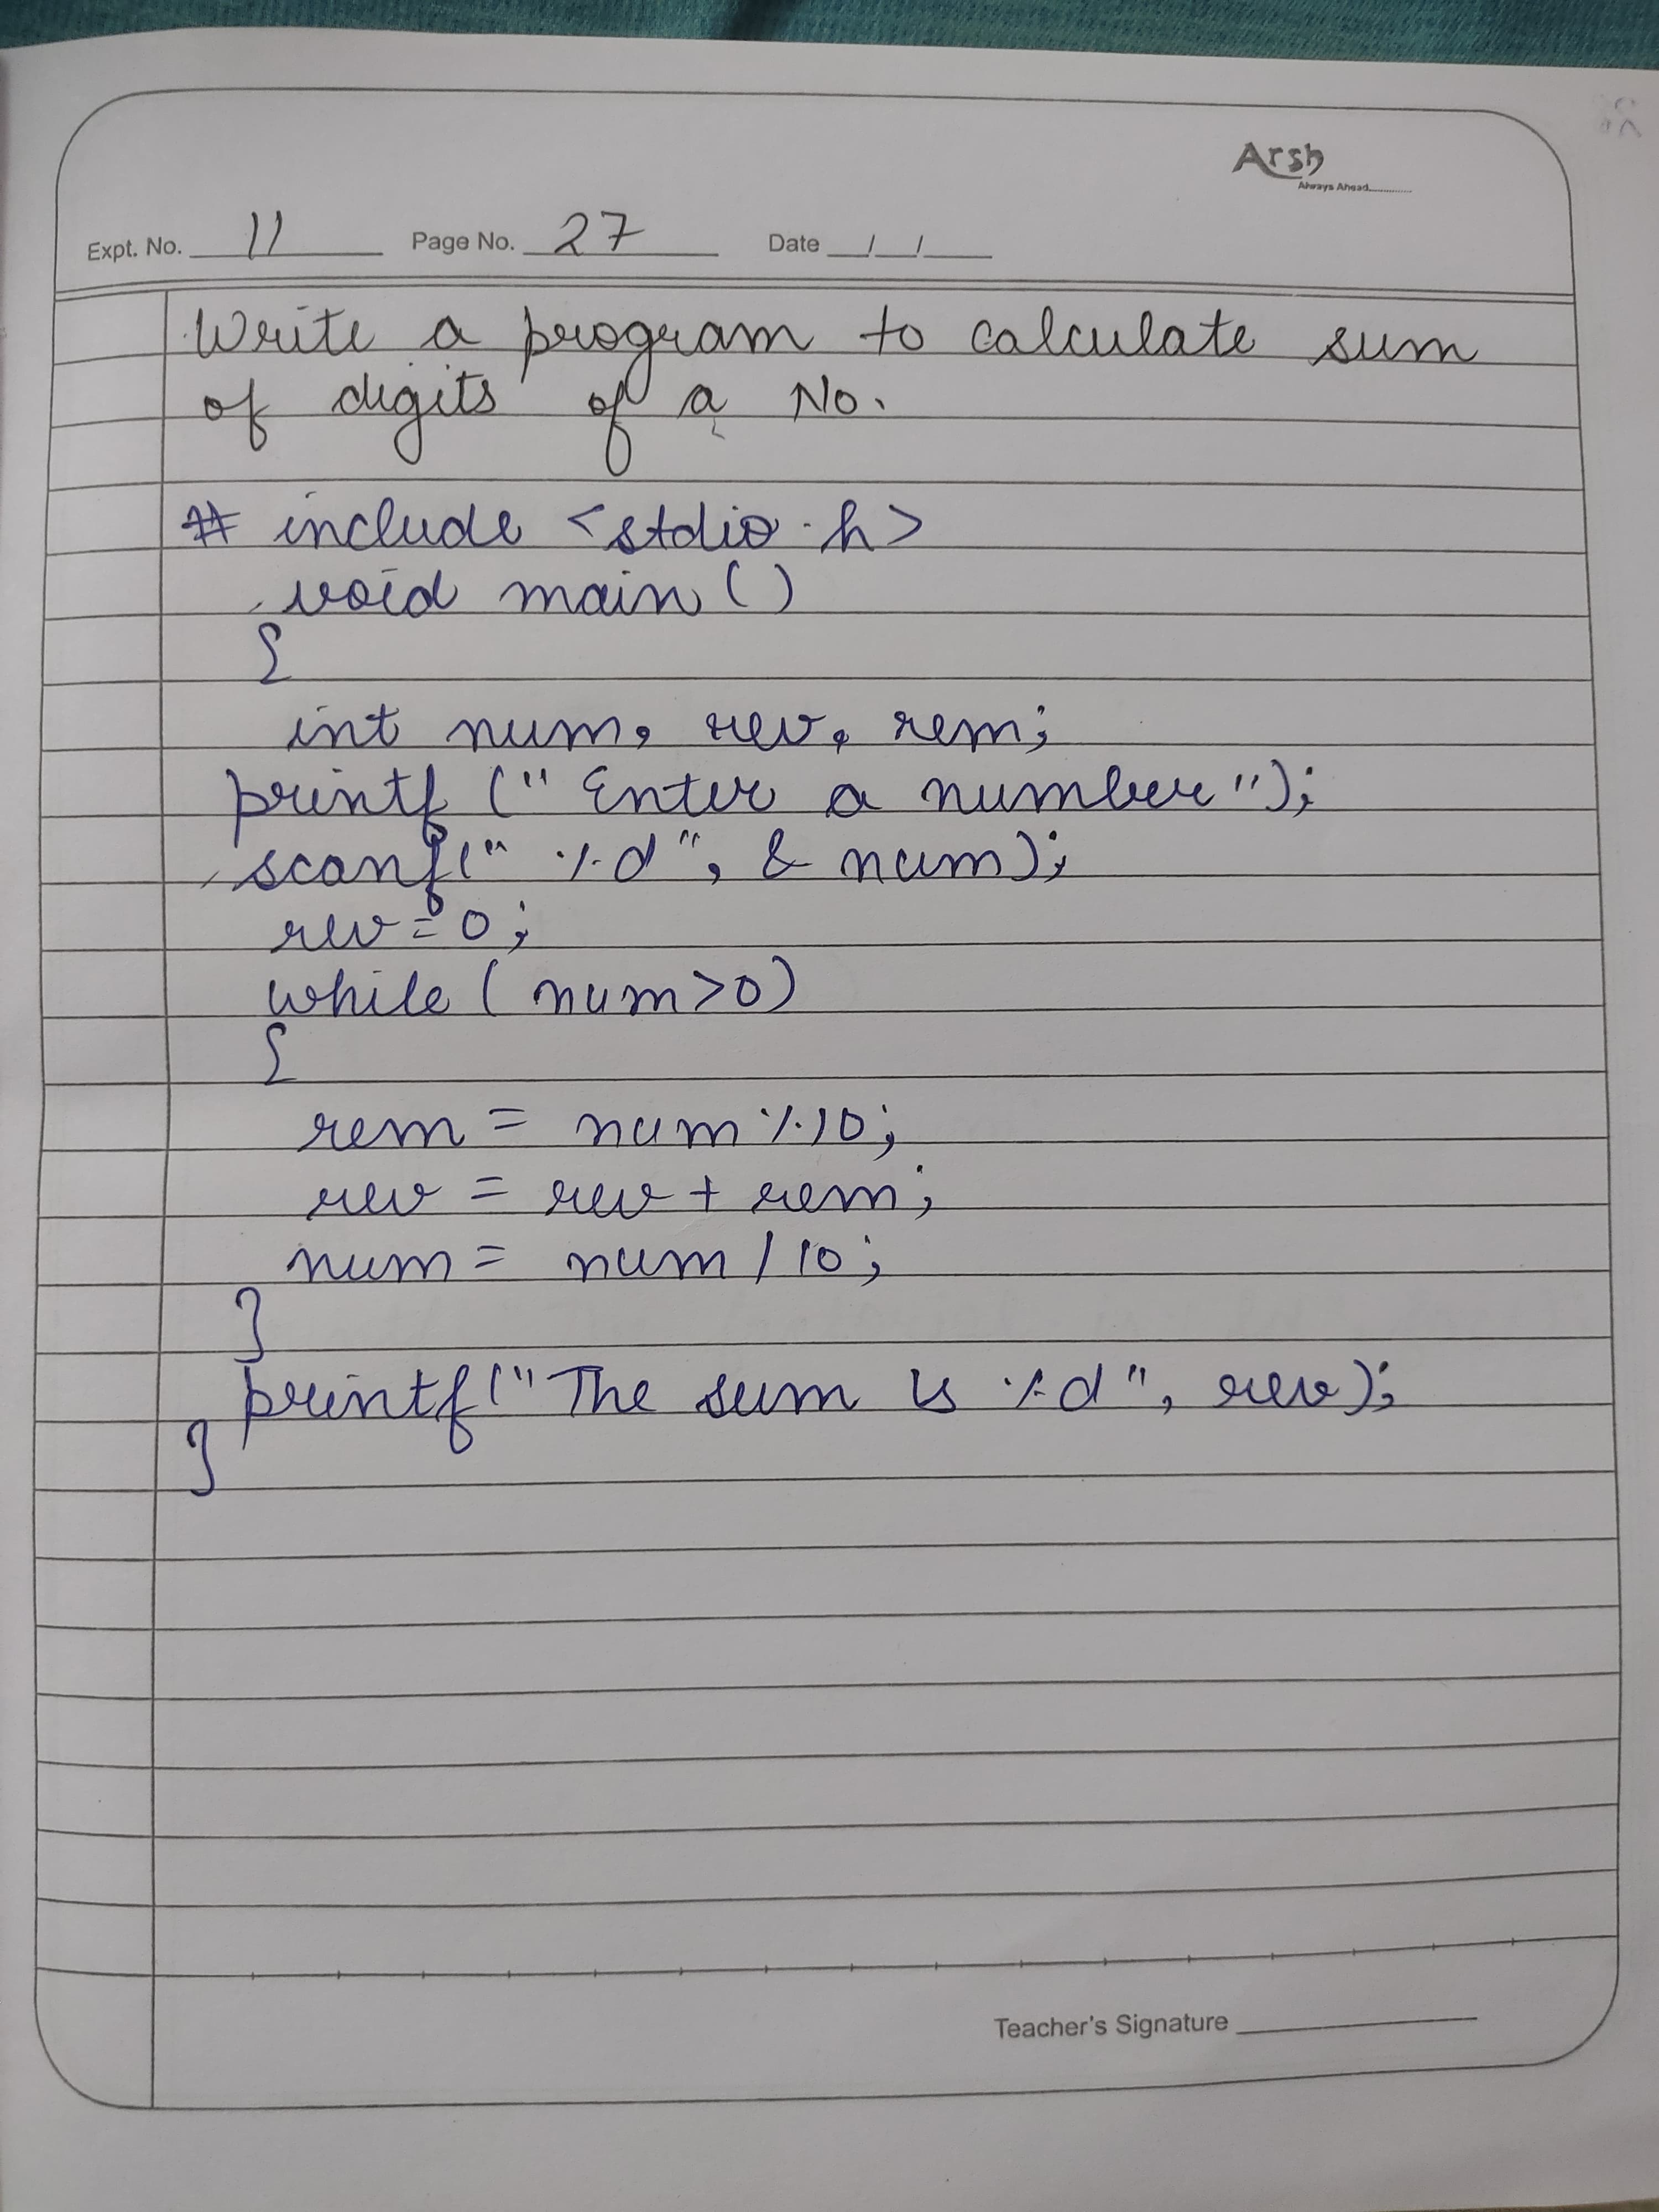 Arsh
Always Ahead..............
Expt. No. 11 Page No. 27 Date / /
Write a program to calculate sum
of digits of a No.
# include <stdio.h>
void main()
{
int num, rev, rem;
printf (" Enter a number");
scanf(" %d", & num);
rev=0;
while ( num>0)
{
rem = num %10;
rev = rev + rem;
num = num / 10;
}
printf("The sum is %d", rev);
}
Teacher's Signature